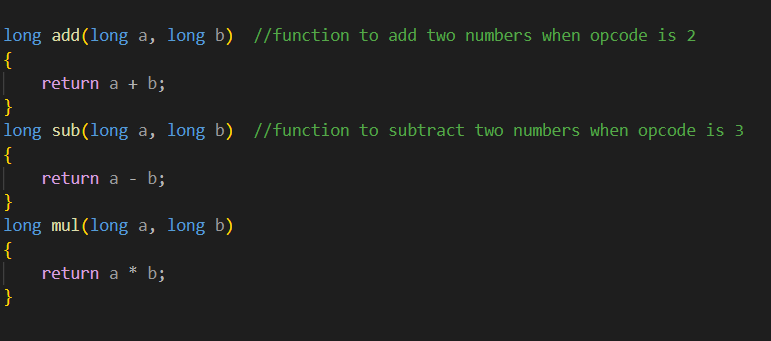 long add(long a, long b)  //function to add two numbers when opcode is 2
{
    return a + b;
}
long sub(long a, long b)  //function to subtract two numbers when opcode is 3
{
    return a - b;
}
long mul(long a, long b)
{
    return a * b;
}